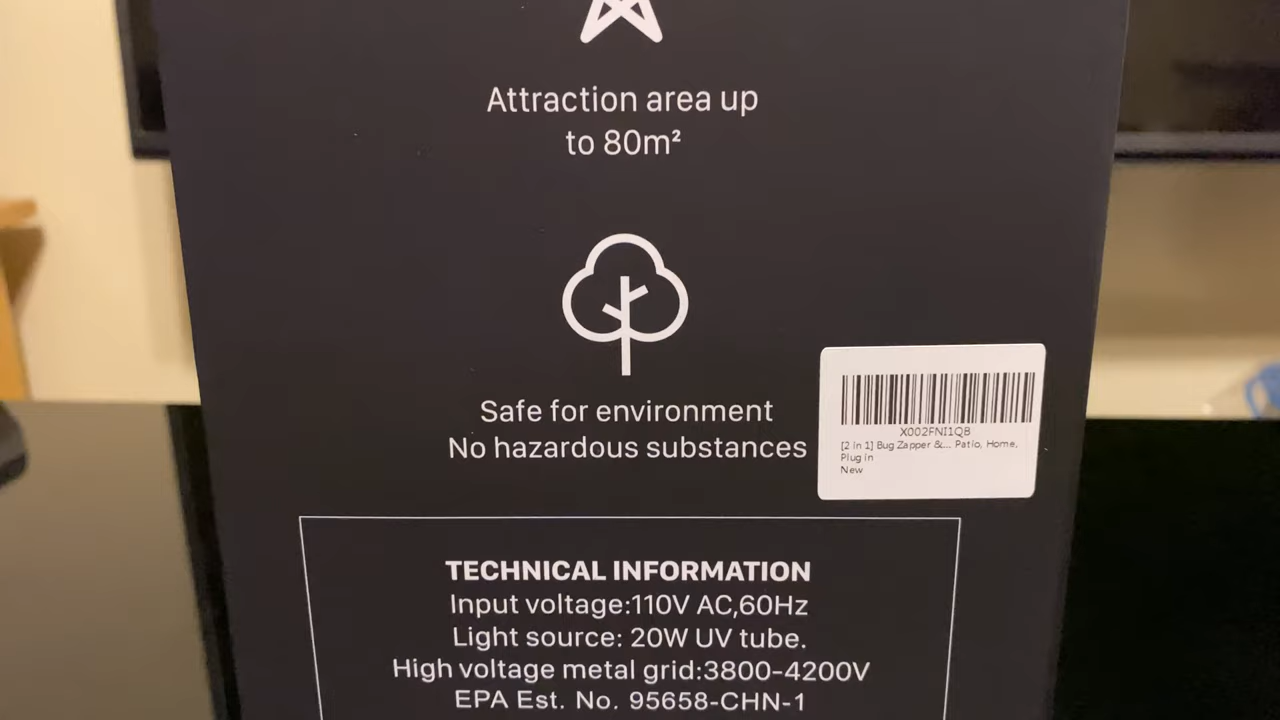 Attraction area up
to 80m²
Safe for environment
No hazardous substances
X002FNI1QB
[2 in 1] Bug Zapper &... Patio, Home,
Plug in
New
TECHNICAL INFORMATION
Input voltage:110V AC,60Hz
Light source: 20W UV tube.
High voltage metal grid:3800-4200V
EPA Est. No. 95658-CHN-1